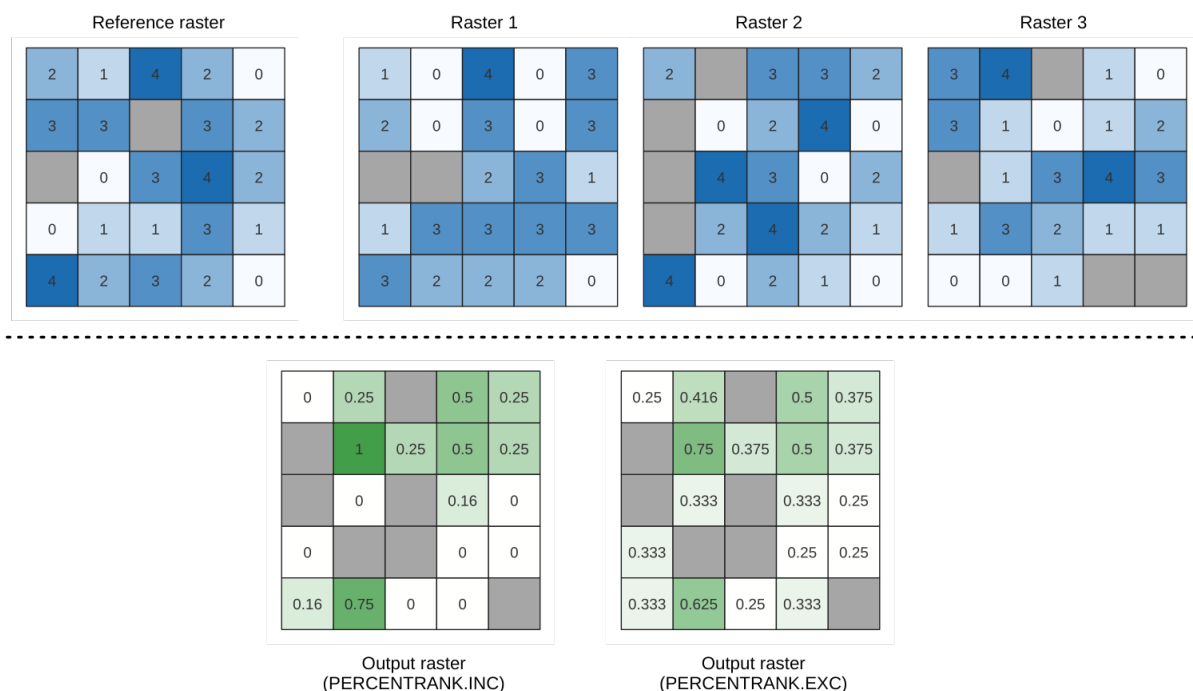 Reference raster Raster 1 Raster 2 Raster 3
2 1 4 2 0 1 0 4 0 3 2 3 3 2 3 4 1 0
3 3 3 2 2 0 3 0 3 0 2 4 0 3 1 0 1 2
0 3 4 2 2 3 1 4 3 0 2 1 3 4 3
0 1 1 3 1 1 3 3 3 3 2 4 2 1 1 3 2 1 1
4 2 3 2 0 3 2 2 2 0 4 0 2 1 0 0 0 1
0 0.25 0.5 0.25 0.25 0.416 0.5 0.375
1 0.25 0.5 0.25 0.75 0.375 0.5 0.375
0 0.16 0 0.333 0.333 0.25
0 0 0 0.333 0.25 0.25
0.16 0.75 0 0 0.333 0.625 0.25 0.333
Output raster Output raster
(PERCENTRANK.INC) (PERCENTRANK.EXC)